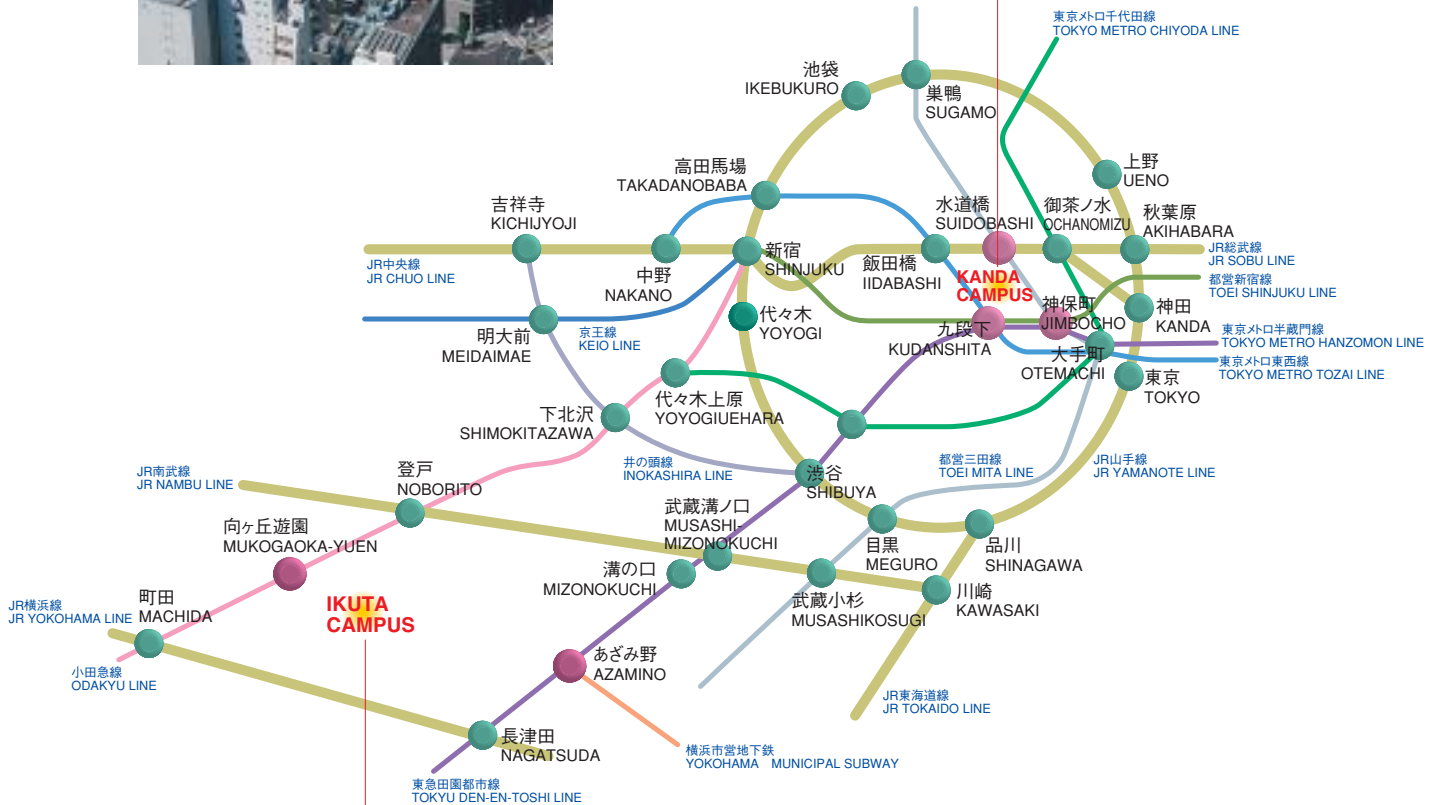 東京メトロ千代田線
TOKYO METRO CHIYODA LINE
池袋
IKEBUKURO
巣鴨
SUGAMO
高田馬場
TAKADANOBABA
上野
UENO
吉祥寺
KICHIJYOJI
水道橋
SUIDOBASHI
御茶ノ水
OCHANOMIZU
秋葉原
AKIHABARA
JR中央線
JR CHUO LINE
中野
NAKANO
新宿
SHINJUKU
飯田橋
IIDABASHI
KANDA
CAMPUS
JR総武線
JR SOBU LINE
都営新宿線
TOEI SHINJUKU LINE
神保町
JIMBOCHO
神田
KANDA
明大前
MEIDAIMAE
京王線
KEIO LINE
代々木
YOYOGI
九段下
KUDANSHITA
大手町
OTEMACHI
東京メトロ半蔵門線
TOKYO METRO HANZOMON LINE
東京メトロ東西線
TOKYO METRO TOZAI LINE
東京
TOKYO
代々木上原
YOYOGIUEHARA
下北沢
SHIMOKITAZAWA
JR南武線
JR NAMBU LINE
登戸
NOBORITO
井の頭線
INOKASHIRA LINE
渋谷
SHIBUYA
都営三田線
TOEI MITA LINE
JR山手線
JR YAMANOTE LINE
向ヶ丘遊園
MUKOGAOKA-YUEN
武蔵溝ノ口
MUSASHI-
MIZONOKUCHI
溝の口
MIZONOKUCHI
目黒
MEGURO
品川
SHINAGAWA
武蔵小杉
MUSASHIKOSUGI
川崎
KAWASAKI
JR横浜線
JR YOKOHAMA LINE
町田
MACHIDA
IKUTA
CAMPUS
小田急線
ODAKYU LINE
あざみ野
AZAMINO
JR東海道線
JR TOKAIDO LINE
長津田
NAGATSUDA
横浜市営地下鉄
YOKOHAMA MUNICIPAL SUBWAY
東急田園都市線
TOKYU DEN-EN-TOSHI LINE